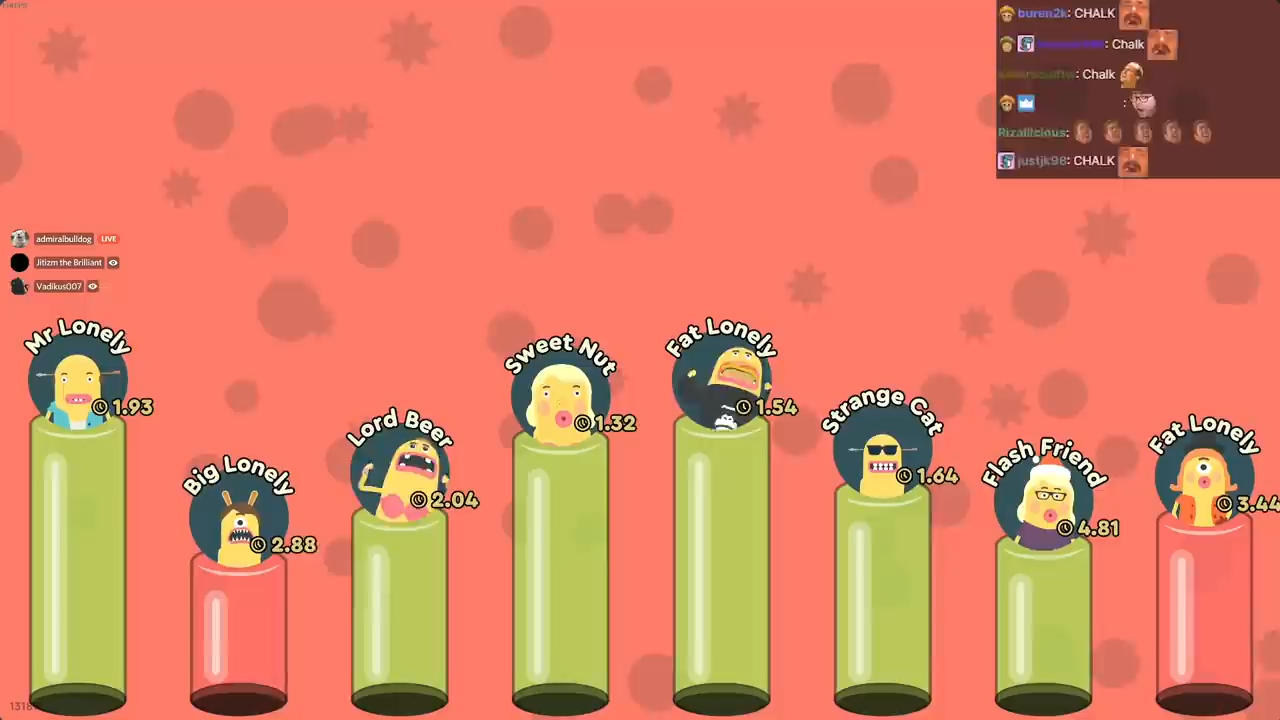 buren2k: CHALK
: Chalk
: Chalk
:
Rizallicious:
justjk98: CHALK
admiralbulldog LIVE
Jitizm the Brilliant
Vadikus007
Mr Lonely
1.93
Big Lonely
2.88
Lord Beer
2.04
Sweet Nut
1.32
Fat Lonely
1.54
Strange Cat
1.64
Flash Friend
4.81
Fat Lonely
3.44